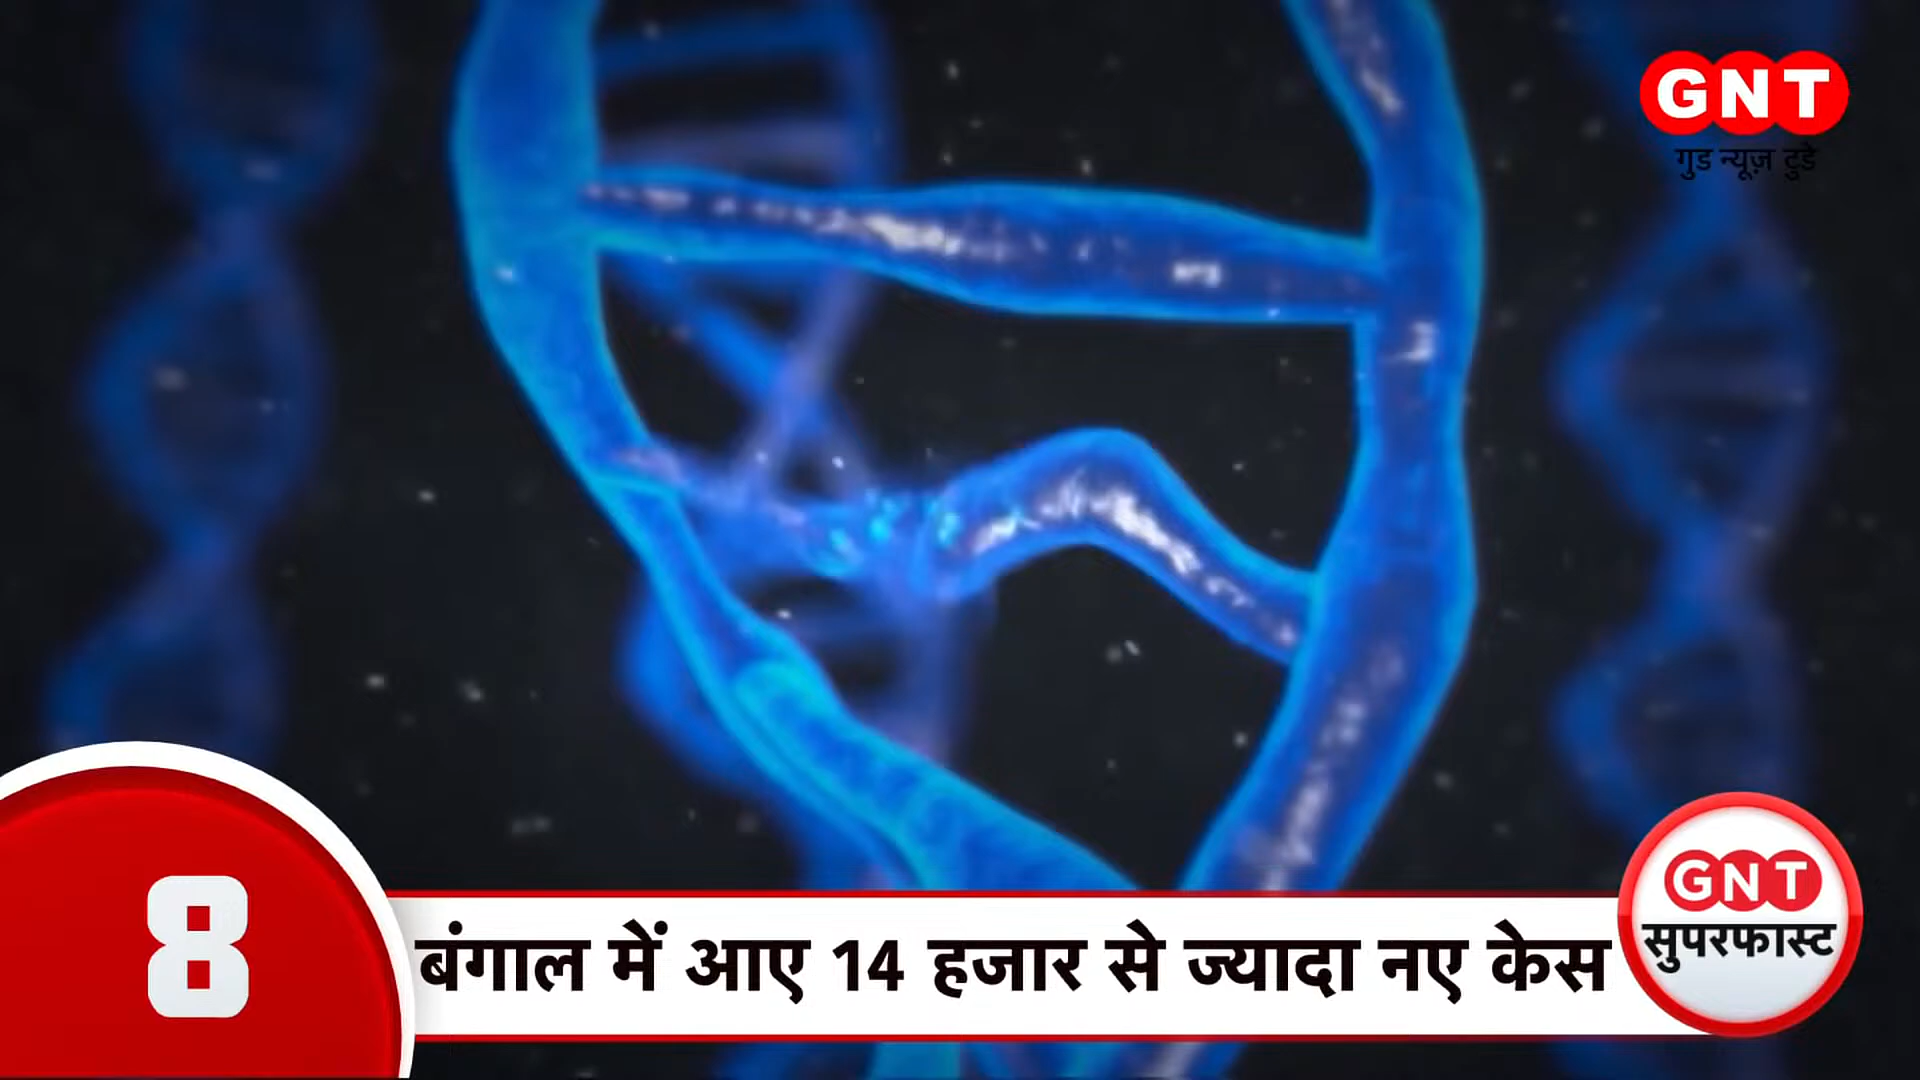 GNT
गुड न्यूज़ टुडे
8
बंगाल में आए 14 हजार से ज्यादा नए केस
GNT
सुपरफास्ट